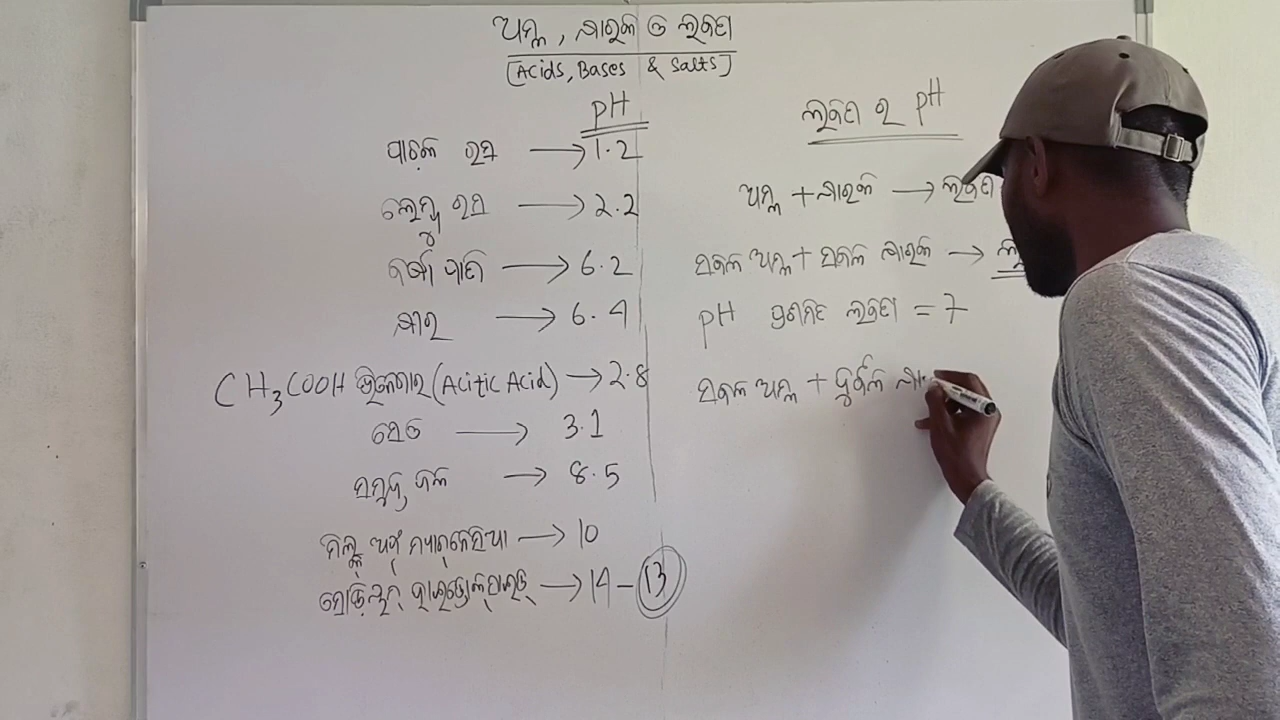 ଅମ୍ଳ, କ୍ଷାରକ ଓ ଲବଣ
(Acids, Bases & Salts)
pH
ପାଚକ ରସ → 1.2
ଲେମ୍ବୁ ରସ → 2.2
ବର୍ଷା ପାଣି → 6.2
କ୍ଷୀର → 6.4
CH₃COOH ଭିନେଗାର (Acitic Acid) → 2.8
ସେଓ → 3.1
ସମୁଦ୍ର ଜଳ → 8.5
ମିଲ୍କ ଅଫ୍ ମ୍ୟାଗ୍ନେସିଆ → 10
ସୋଡ଼ିୟମ୍ ହାଇଡ୍ରୋକ୍ସାଇଡ୍ → 14 - 13
ଲବଣ ର pH
ଅମ୍ଳ + କ୍ଷାରକ → ଲବଣ
ପ୍ରବଳ ଅମ୍ଳ + ପ୍ରବଳ କ୍ଷାରକ →
pH ପ୍ରଶମିତ ଲବଣ = 7
ପ୍ରବଳ ଅମ୍ଳ + ଦୁର୍ବଳ